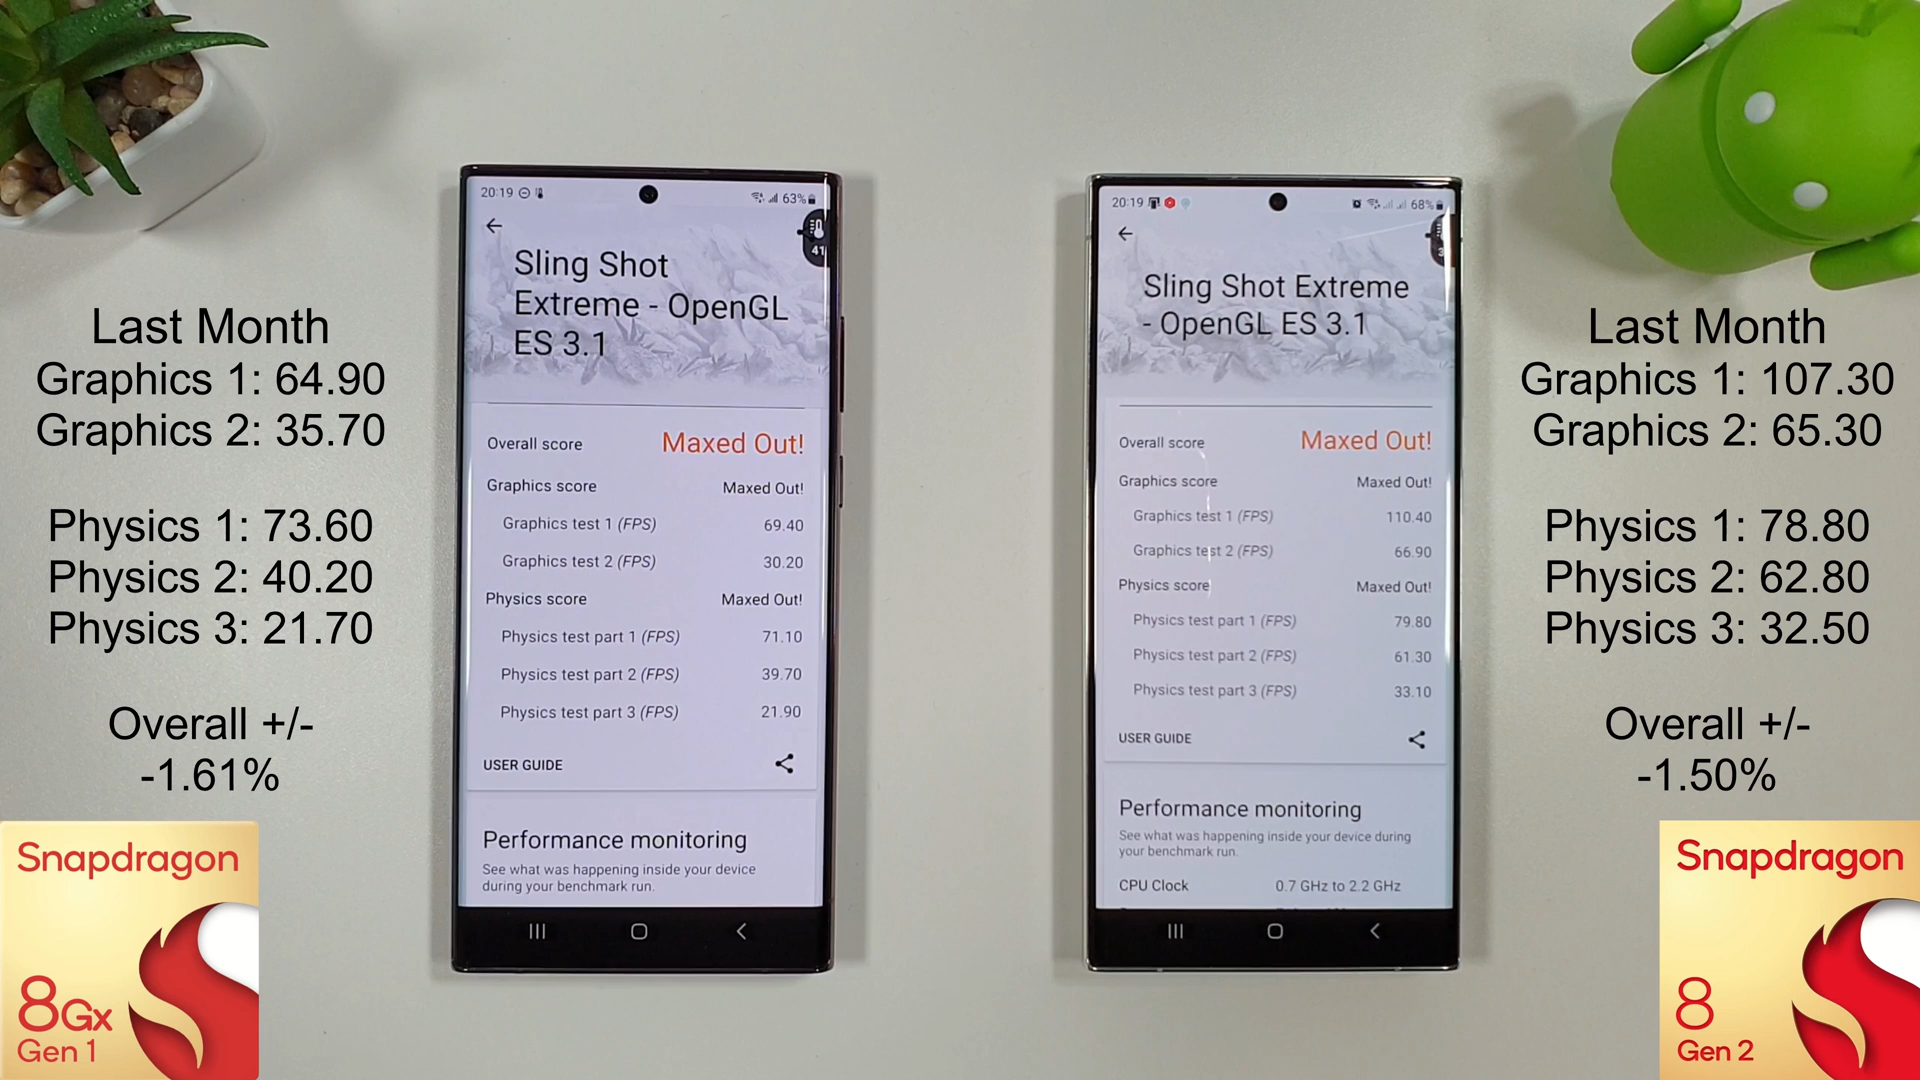 Last Month
Graphics 1: 64.90
Graphics 2: 35.70
Physics 1: 73.60
Physics 2: 40.20
Physics 3: 21.70
Overall +/-
-1.61%
Snapdragon
8Gx
Gen 1
20:19
63%
41
Sling Shot
Extreme - OpenGL
ES 3.1
Overall score Maxed Out!
Graphics score Maxed Out!
Graphics test 1 (FPS) 69.40
Graphics test 2 (FPS) 30.20
Physics score Maxed Out!
Physics test part 1 (FPS) 71.10
Physics test part 2 (FPS) 39.70
Physics test part 3 (FPS) 21.90
USER GUIDE
Performance monitoring
See what was happening inside your device
during your benchmark run.
20:19
68%
Sling Shot Extreme
- OpenGL ES 3.1
Overall score Maxed Out!
Graphics score Maxed Out!
Graphics test 1 (FPS) 110.40
Graphics test 2 (FPS) 66.90
Physics score Maxed Out!
Physics test part 1 (FPS) 79.80
Physics test part 2 (FPS) 61.30
Physics test part 3 (FPS) 33.10
USER GUIDE
Performance monitoring
See what was happening inside your device during
your benchmark run.
CPU Clock 0.7 GHz to 2.2 GHz
Last Month
Graphics 1: 107.30
Graphics 2: 65.30
Physics 1: 78.80
Physics 2: 62.80
Physics 3: 32.50
Overall +/-
-1.50%
Snapdragon
8
Gen 2